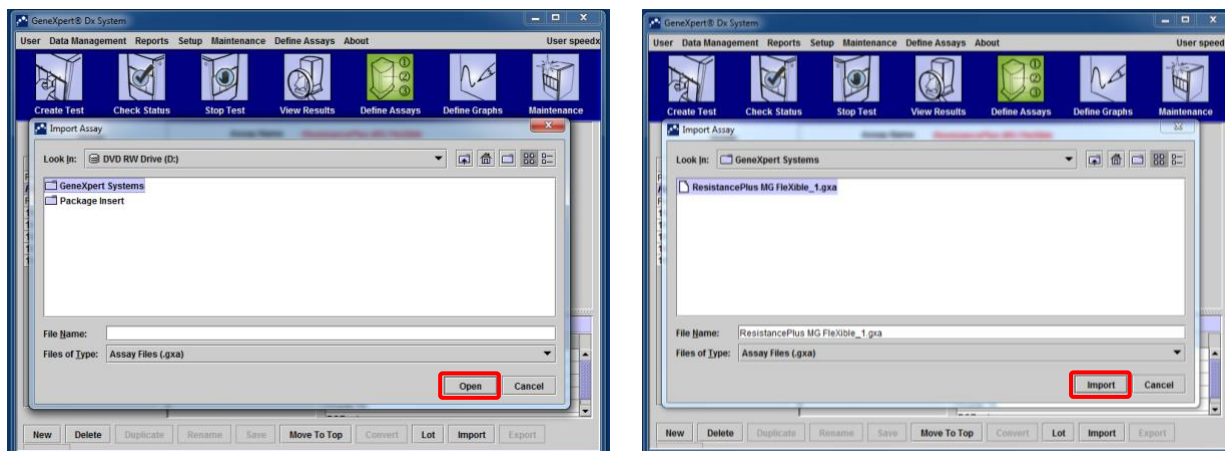 GeneXpert® Dx System
User Data Management Reports Setup Maintenance Define Assays About User speedx
Create Test Check Status Stop Test View Results Define Assays Define Graphs Maintenance
Import Assay
Look In: DVD RW Drive (D:)
GeneXpert Systems
Package Insert
File Name:
Files of Type: Assay Files (.gxa)
Open Cancel
New Delete Duplicate Rename Save Move To Top Convert Lot Import Export
GeneXpert® Dx System
User Data Management Reports Setup Maintenance Define Assays About User speed
Create Test Check Status Stop Test View Results Define Assays Define Graphs Maintenance
Import Assay
Look In: GeneXpert Systems
ResistancePlus MG FleXible_1.gxa
File Name: ResistancePlus MG FleXible_1.gxa
Files of Type: Assay Files (.gxa)
Import Cancel
New Delete Duplicate Rename Save Move To Top Convert Lot Import Export